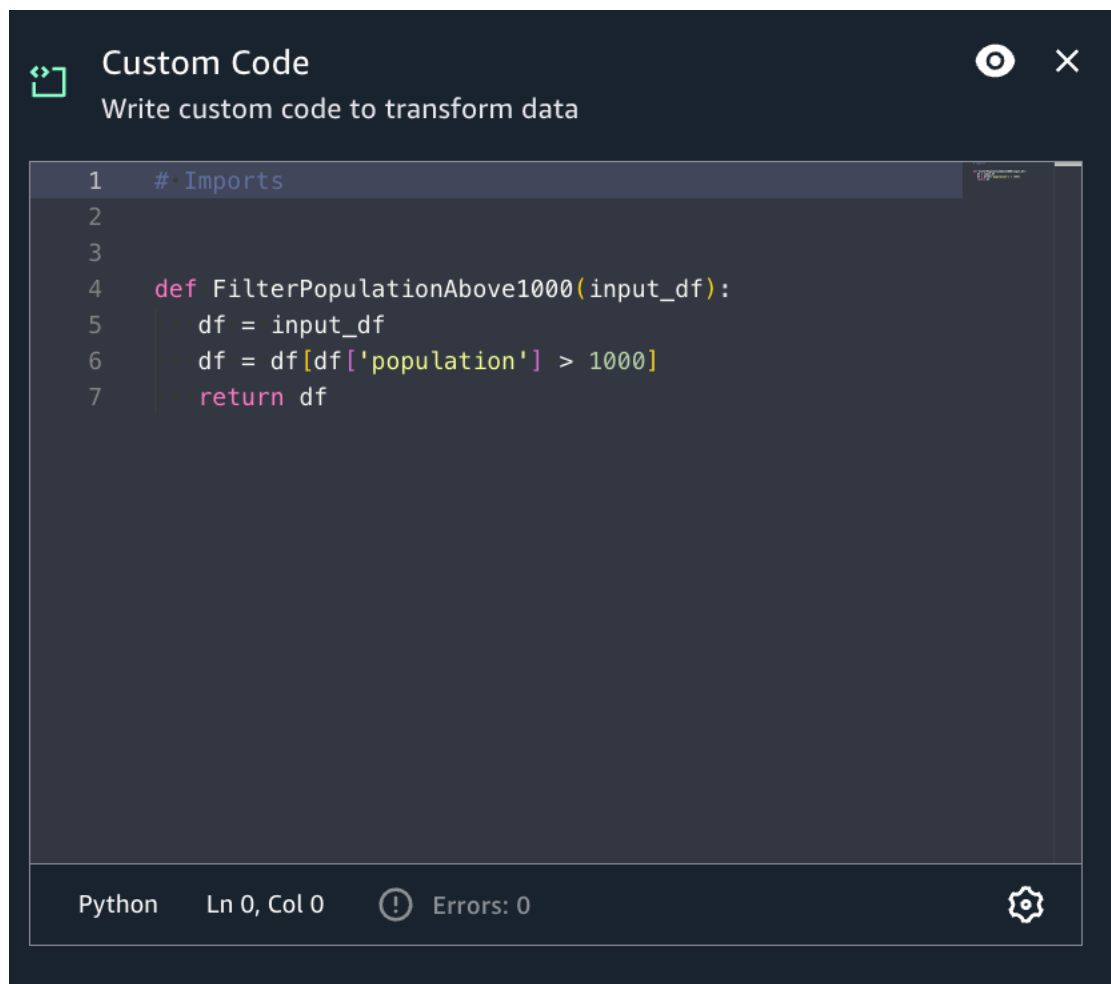 Custom Code
Write custom code to transform data
1 # Imports
2
3
4 def FilterPopulationAbove1000(input_df):
5 df = input_df
6 df = df[df['population'] > 1000]
7 return df
Python Ln 0, Col 0 ! Errors: 0